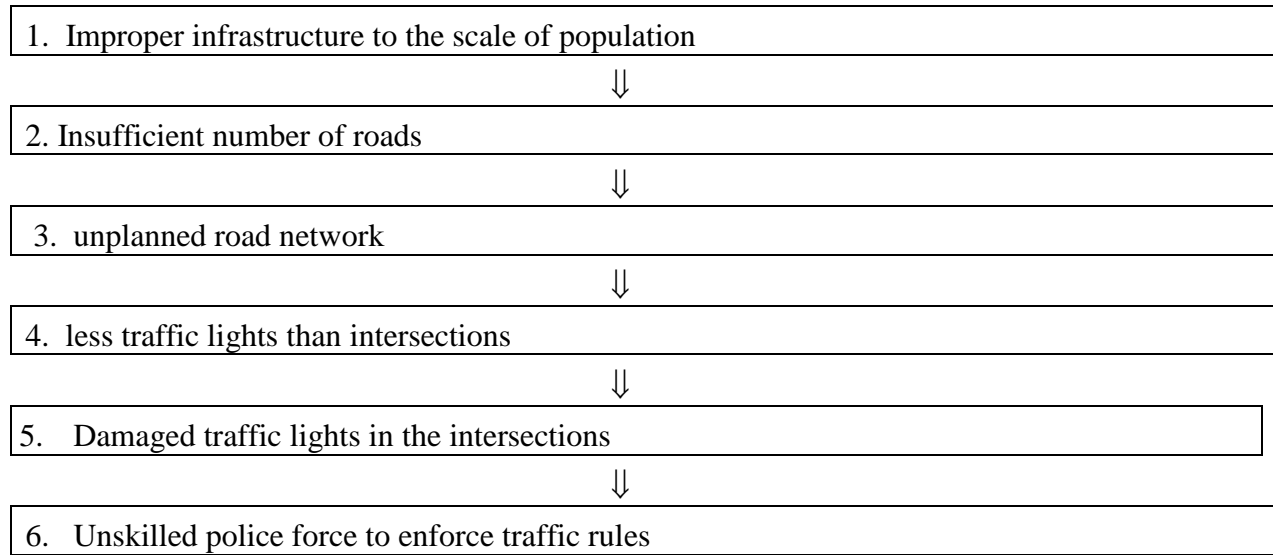 1. Improper infrastructure to the scale of population
⇓
2. Insufficient number of roads
⇓
3. unplanned road network
⇓
4. less traffic lights than intersections
⇓
5. Damaged traffic lights in the intersections
⇓
6. Unskilled police force to enforce traffic rules